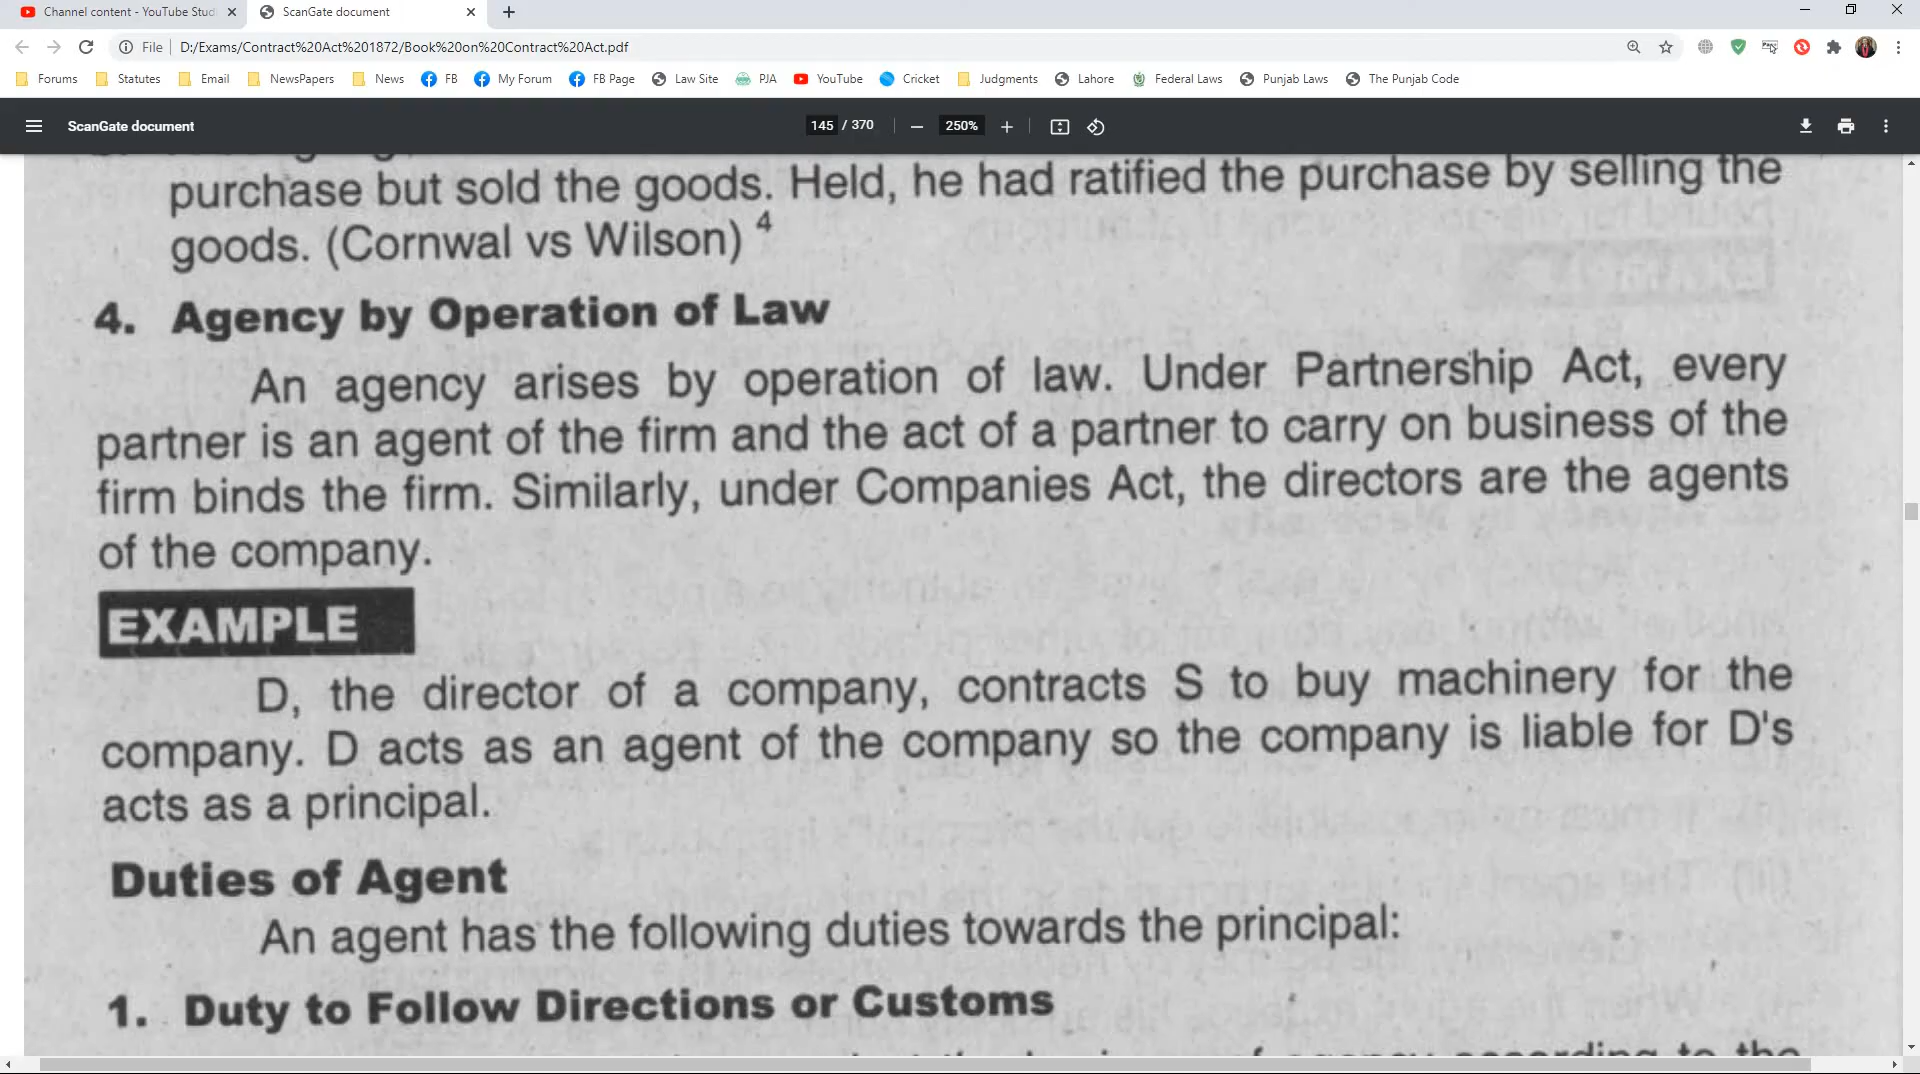 Channel content - YouTube Stud
ScanGate document
File
D:/Exams/Contract%20Act%201872/Book%20on%20Contract%20Act.pdf
Forums
Statutes
Email
NewsPapers
News
FB
My Forum
FB Page
Law Site
PJA
YouTube
Cricket
Judgments
Lahore
Federal Laws
Punjab Laws
The Punjab Code
ScanGate document
145 / 370
250%
purchase but sold the goods. Held, he had ratified the purchase by selling the
goods. (Cornwal vs Wilson) 4
4. Agency by Operation of Law
An agency arises by operation of law. Under Partnership Act, every
partner is an agent of the firm and the act of a partner to carry on business of the
firm binds the firm. Similarly, under Companies Act, the directors are the agents
of the company.
EXAMPLE
D, the director of a company, contracts S to buy machinery for the
company. D acts as an agent of the company so the company is liable for D's
acts as a principal.
Duties of Agent
An agent has the following duties towards the principal:
1. Duty to Follow Directions or Customs
according to the